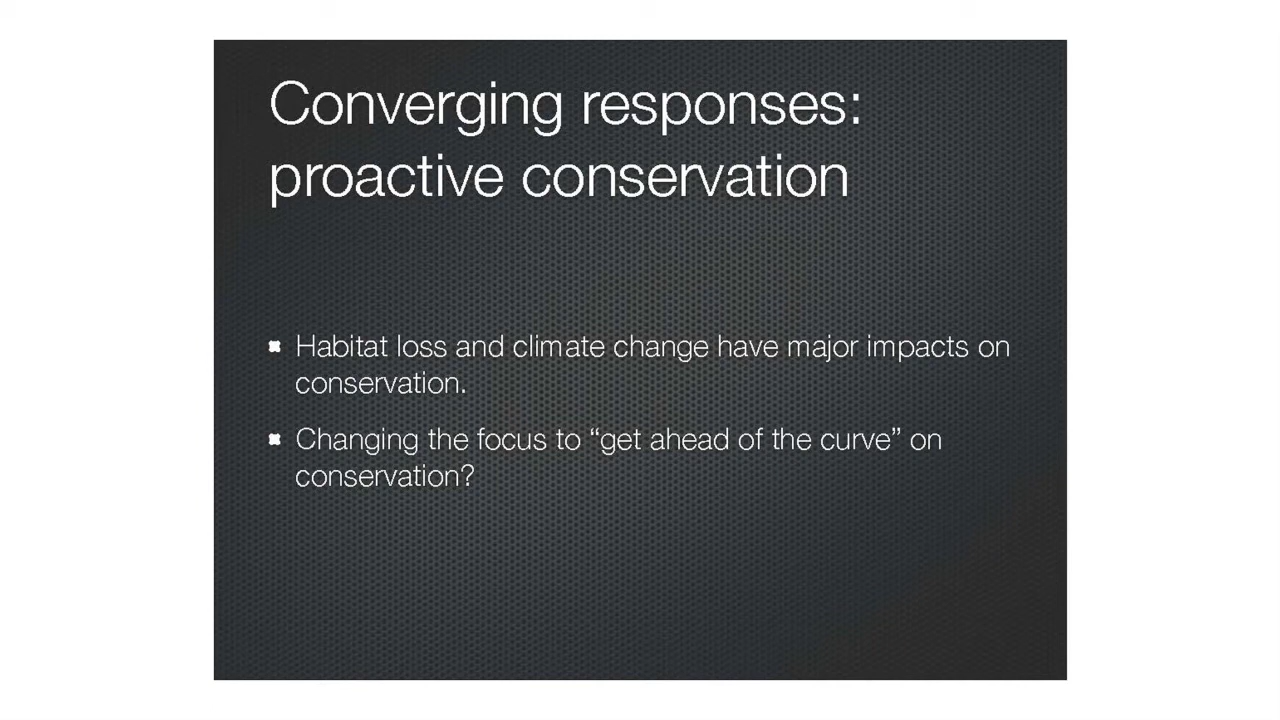 Converging responses:
proactive conservation
Habitat loss and climate change have major impacts on
conservation.
Changing the focus to “get ahead of the curve” on
conservation?